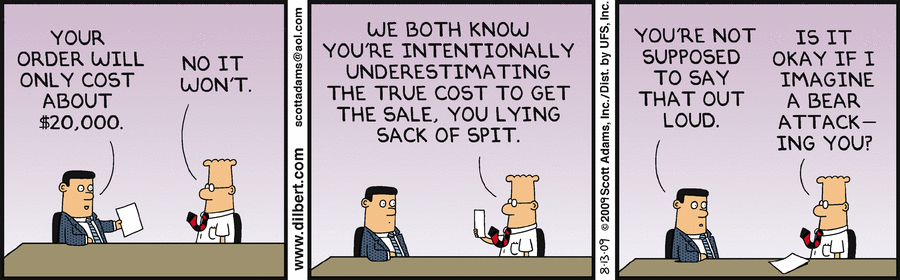 YOUR
ORDER WILL
ONLY COST
ABOUT
$20,000.
NO IT
WON'T.
www.dilbert.com
scottadams@aol.com
WE BOTH KNOW
YOU'RE INTENTIONALLY
UNDERESTIMATING
THE TRUE COST TO GET
THE SALE, YOU LYING
SACK OF SPIT.
8-13-09 ©2009 Scott Adams, Inc./Dist. by UFS, Inc.
YOU'RE NOT
SUPPOSED
TO SAY
THAT OUT
LOUD.
IS IT
OKAY IF I
IMAGINE
A BEAR
ATTACK—
ING YOU?